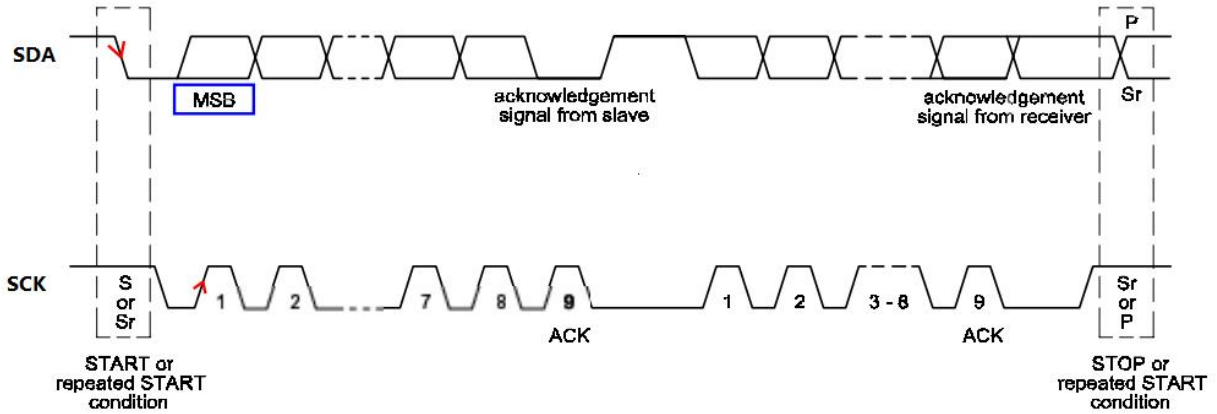 P
SDA
MSB
acknowledgement
signal from slave
acknowledgement
signal from receiver
Sr
SCK
S
or
Sr
1
2
7
8
9
1
2
3 - 8
9
Sr
or
P
ACK
ACK
START or
repeated START
condition
STOP or
repeated START
condition